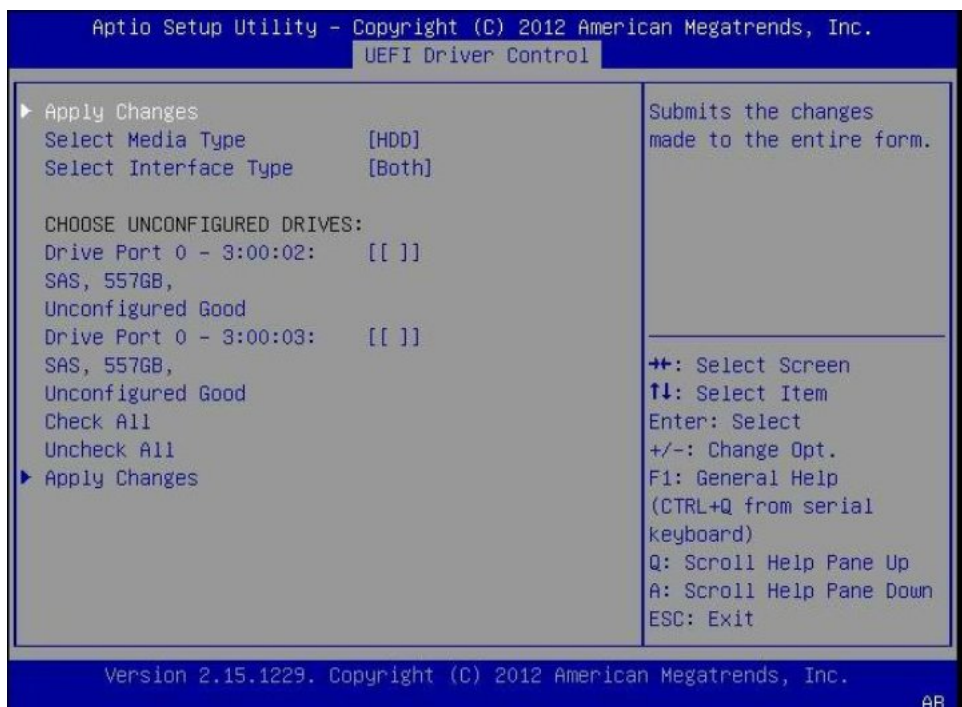 Aptio Setup Utility – Copyright (C) 2012 American Megatrends, Inc.
UEFI Driver Control
▶ Apply Changes
Select Media Type [HDD]
Select Interface Type [Both]
CHOOSE UNCONFIGURED DRIVES:
Drive Port 0 – 3:00:02: [[ ]]
SAS, 557GB,
Unconfigured Good
Drive Port 0 – 3:00:03: [[ ]]
SAS, 557GB,
Unconfigured Good
Check All
Uncheck All
▶ Apply Changes
Submits the changes
made to the entire form.
→←: Select Screen
↑↓: Select Item
Enter: Select
+/-: Change Opt.
F1: General Help
(CTRL+Q from serial
keyboard)
Q: Scroll Help Pane Up
A: Scroll Help Pane Down
ESC: Exit
Version 2.15.1229. Copyright (C) 2012 American Megatrends, Inc.
AB